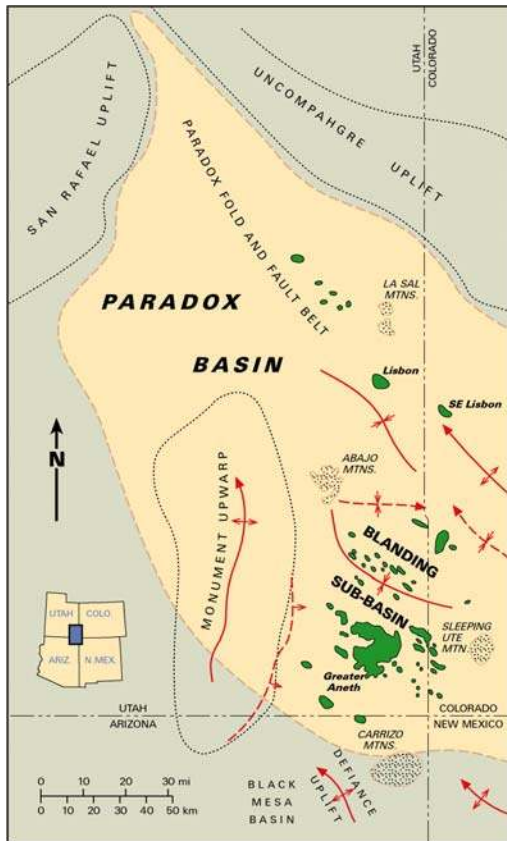 UTAH
COLORADO
SAN RAFAEL UPLIFT
UNCOMPAHGRE UPLIFT
PARADOX FOLD AND FAULT BELT
LA SAL
MTNS.
PARADOX
BASIN
Lisbon
SE Lisbon
N
ABAJO
MTNS.
MONUMENT UPWARP
BLANDING
SUB-BASIN
UTAH
COLO.
ARIZ.
N.MEX.
SLEEPING
UTE
MTN.
Greater
Aneth
UTAH
ARIZONA
COLORADO
NEW MEXICO
CARRIZO
MTNS.
0 10 20 30 mi
0 10 20 30 40 50 km
BLACK
MESA
BASIN
DEFIANCE
UPLIFT